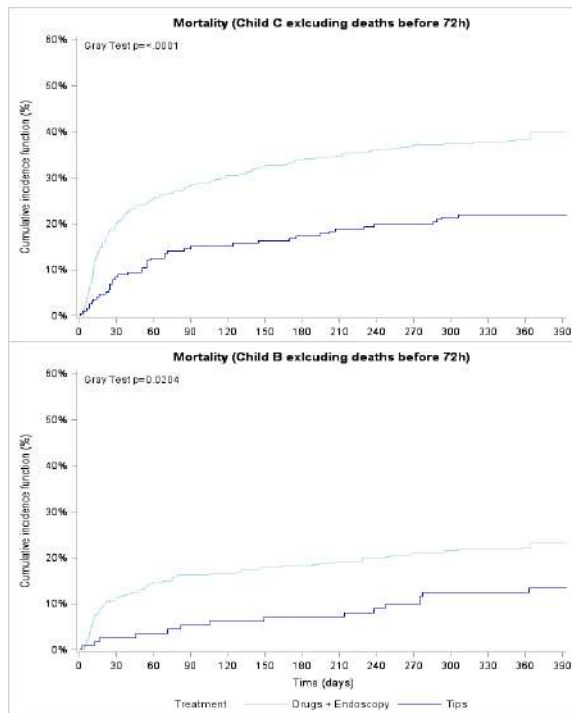 Mortality (Child C exlcuding deaths before 72h)
Gray Test p=<.0001
Cumulative incidence function (%)
60%
50%
40%
30%
20%
10%
0%
0 30 60 90 120 150 180 210 240 270 300 330 360 390
Mortality (Child B exlcuding deaths before 72h)
Gray Test p=0.0204
Cumulative incidence function (%)
60%
50%
40%
30%
20%
10%
0%
0 30 60 90 120 150 180 210 240 270 300 330 360 390
Time (days)
Treatment Drugs + Endoscopy Tips